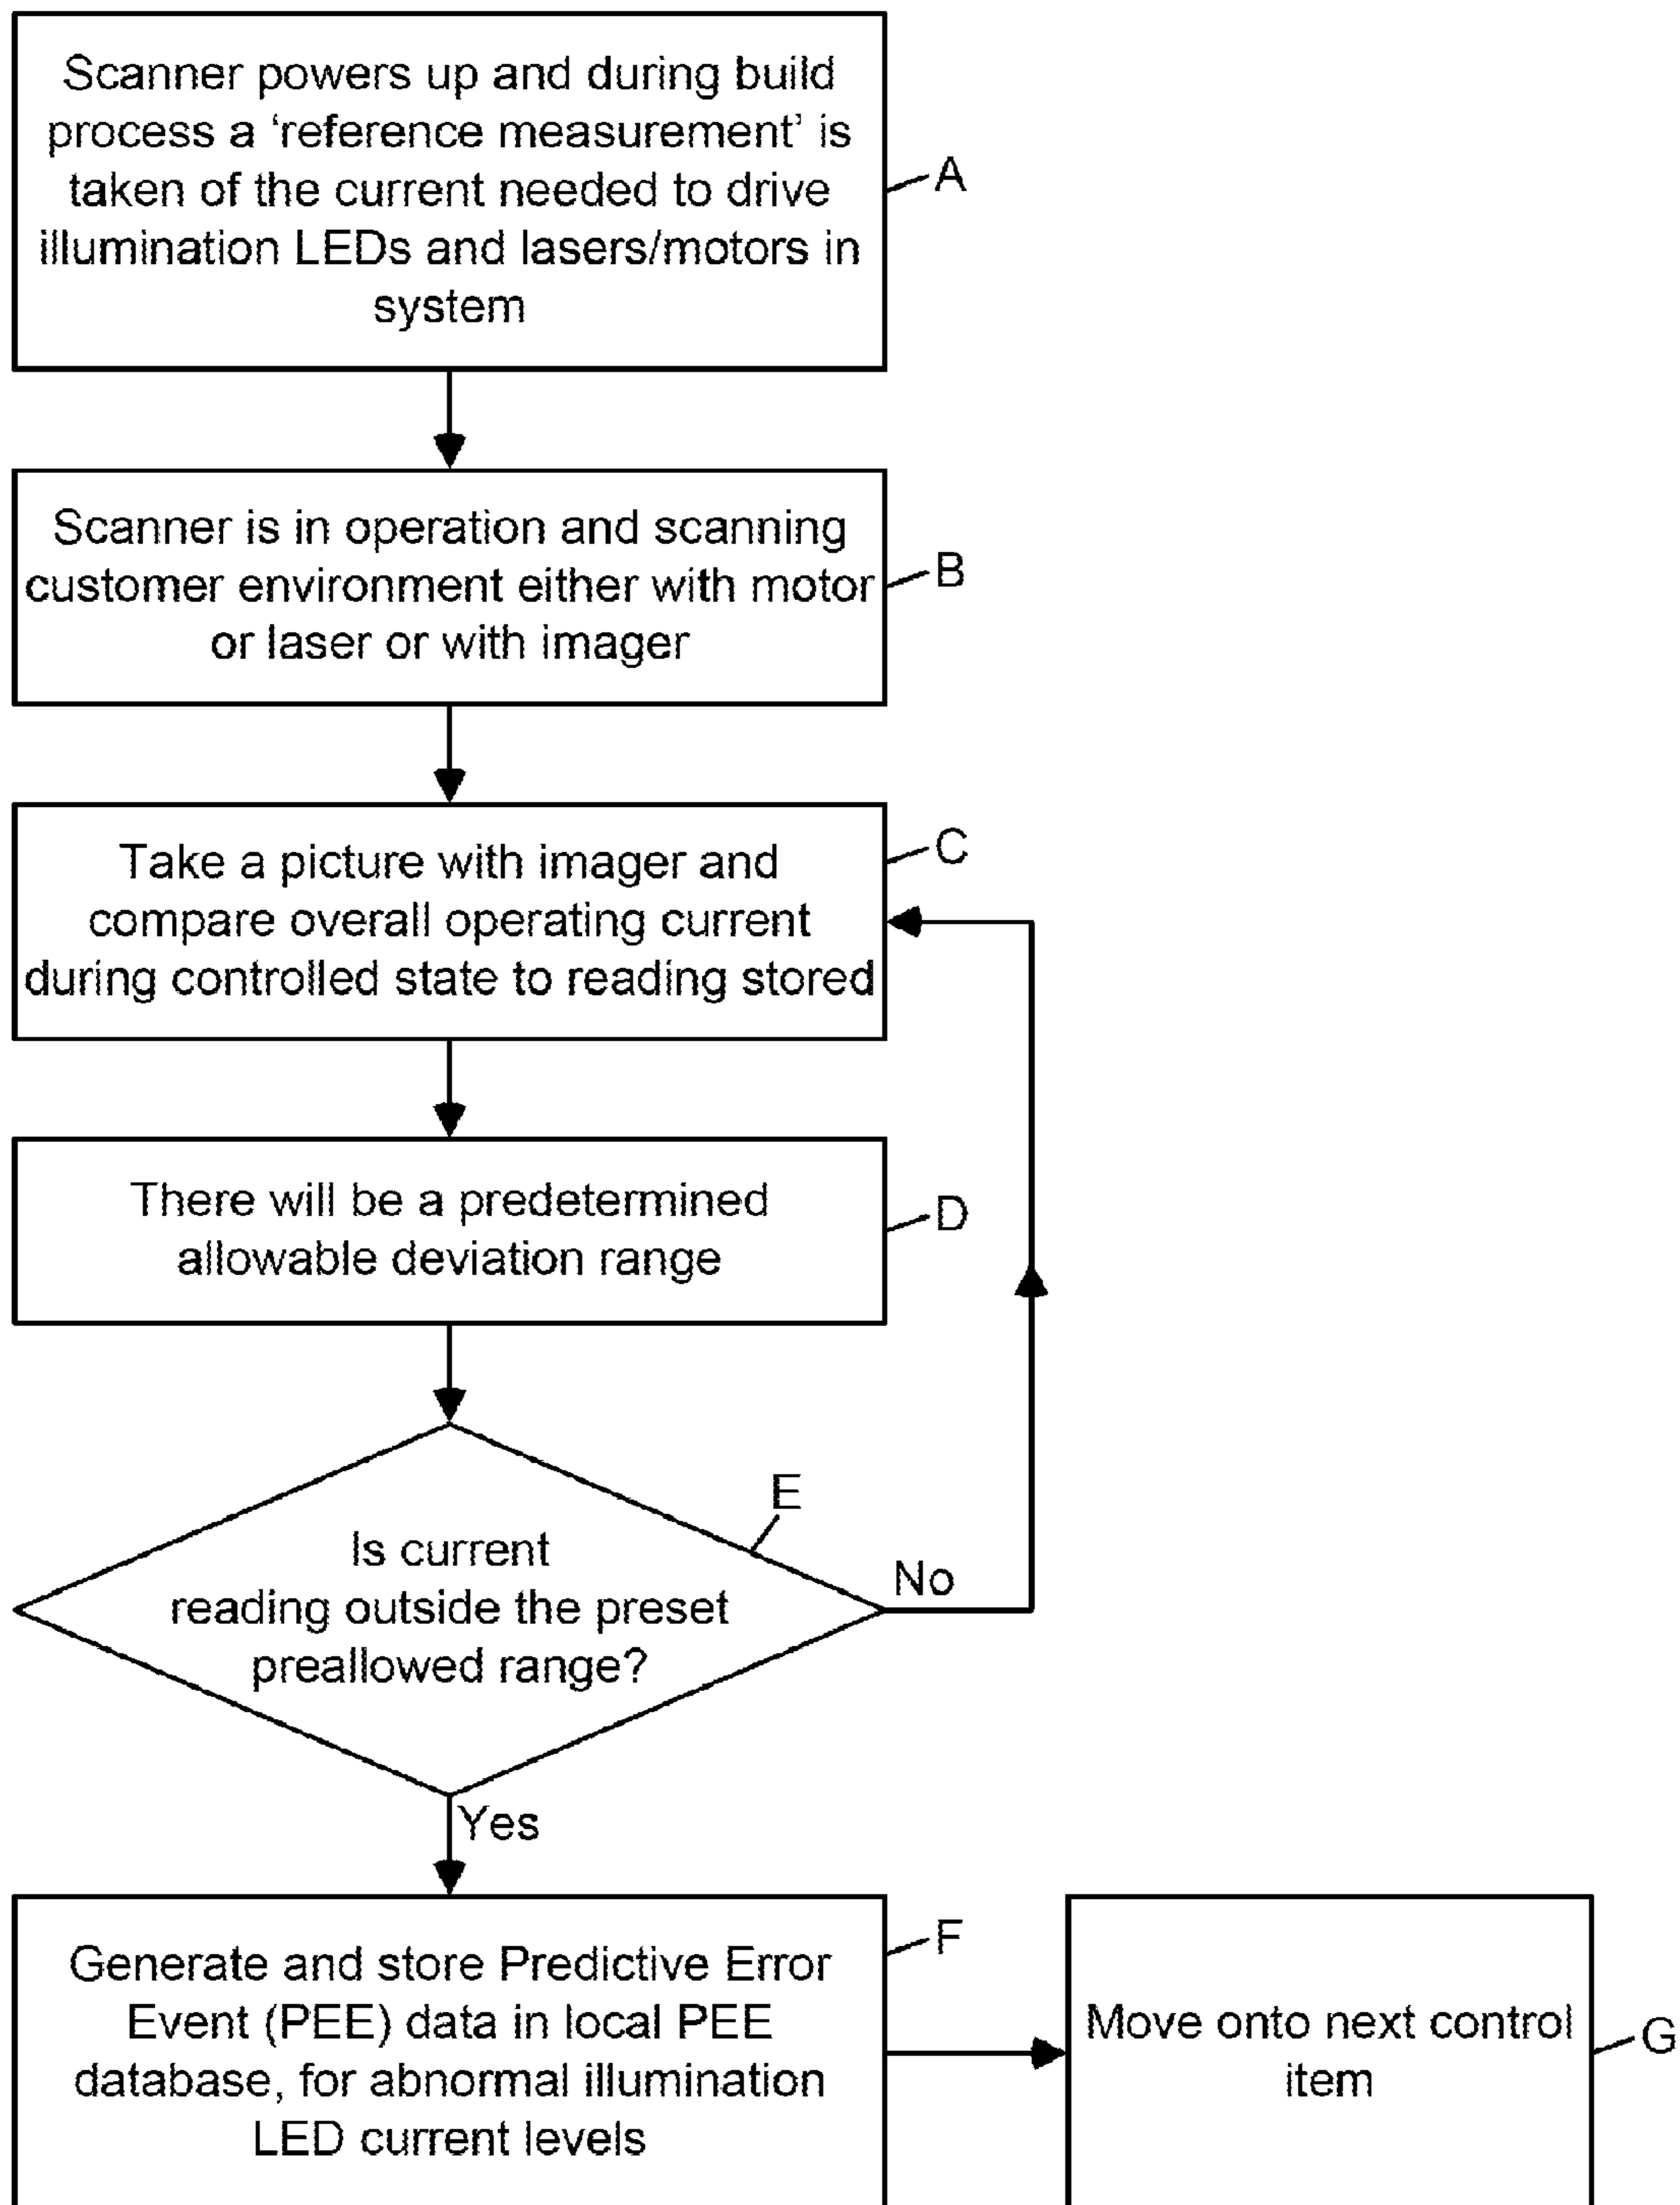 Scanner powers up and during build
process a ‘reference measurement’ is
taken of the current needed to drive
illumination LEDs and lasers/motors in
system
A
Scanner is in operation and scanning
customer environment either with motor
or laser or with imager
B
Take a picture with imager and
compare overall operating current
during controlled state to reading stored
C
There will be a predetermined
allowable deviation range
D
Is current
reading outside the preset
preallowed range?
E
No
Yes
Generate and store Predictive Error
Event (PEE) data in local PEE
database, for abnormal illumination
LED current levels
F
Move onto next control
item
G